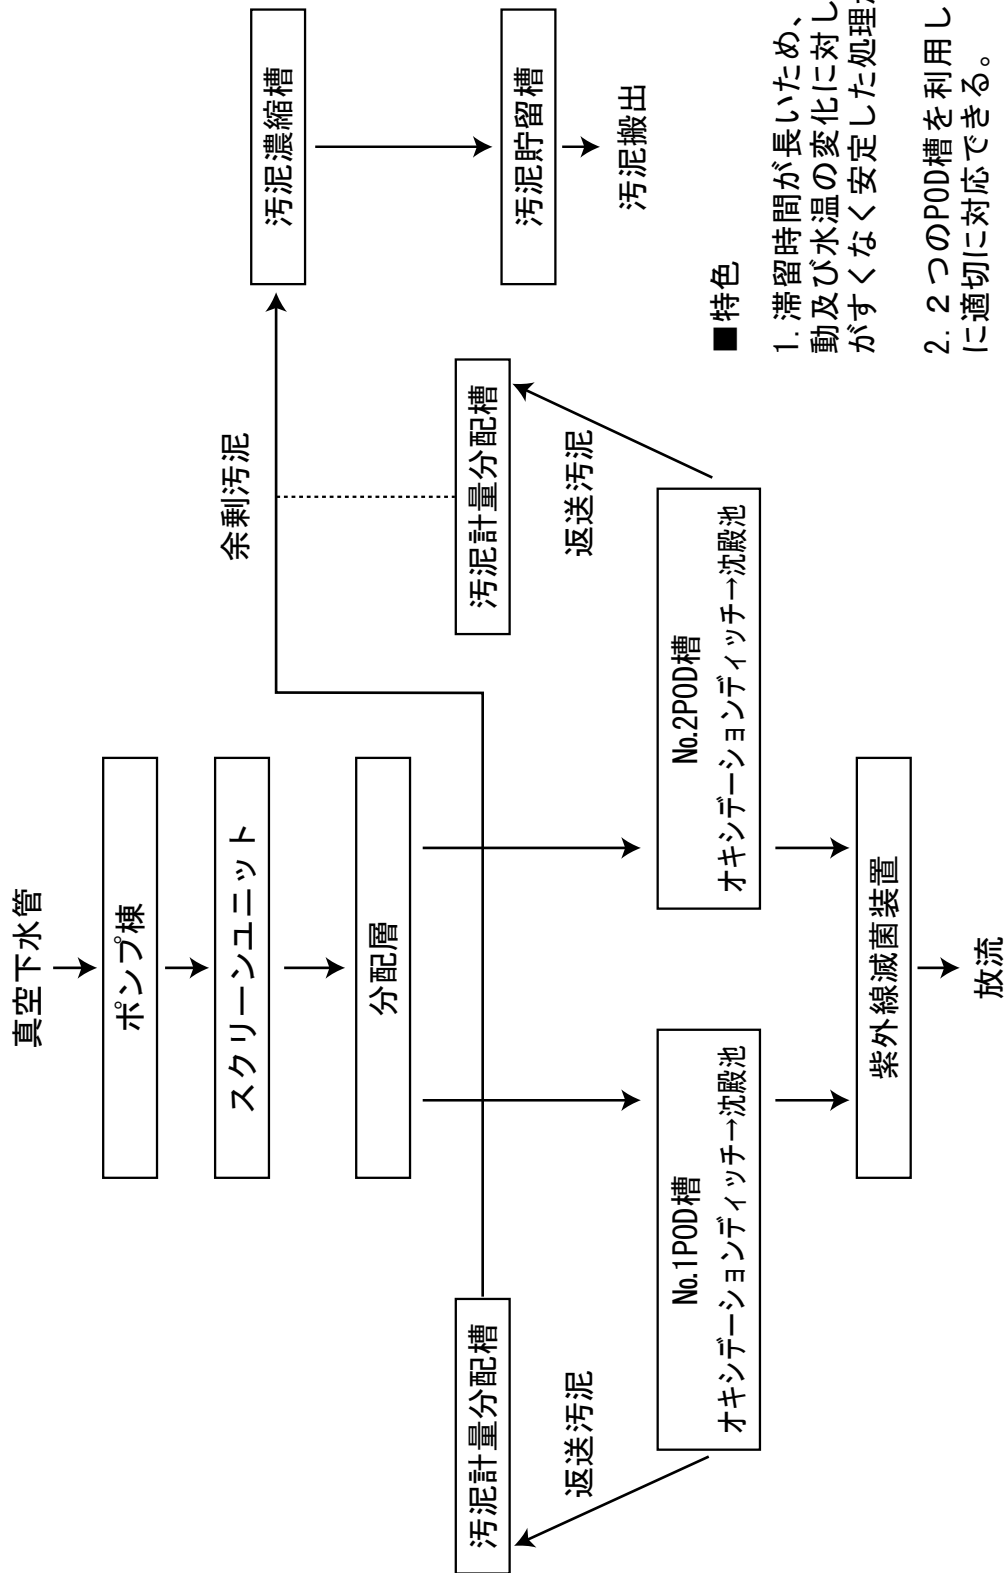 真空下水管
ポンプ棟
スクリーンユニット
分配層
汚泥計量分配槽
返送汚泥
No.1POD槽
オキシデーションディッチ→沈殿池
No.2POD槽
オキシデーションディッチ→沈殿池
汚泥計量分配槽
返送汚泥
余剰汚泥
汚泥濃縮槽
汚泥貯留槽
汚泥搬出
紫外線滅菌装置
放流
■特色
1.滞留時間が長いため、
動及び水温の変化に対し
がすくなく安定した処理が
2.２つのPOD槽を利用し
に適切に対応できる。